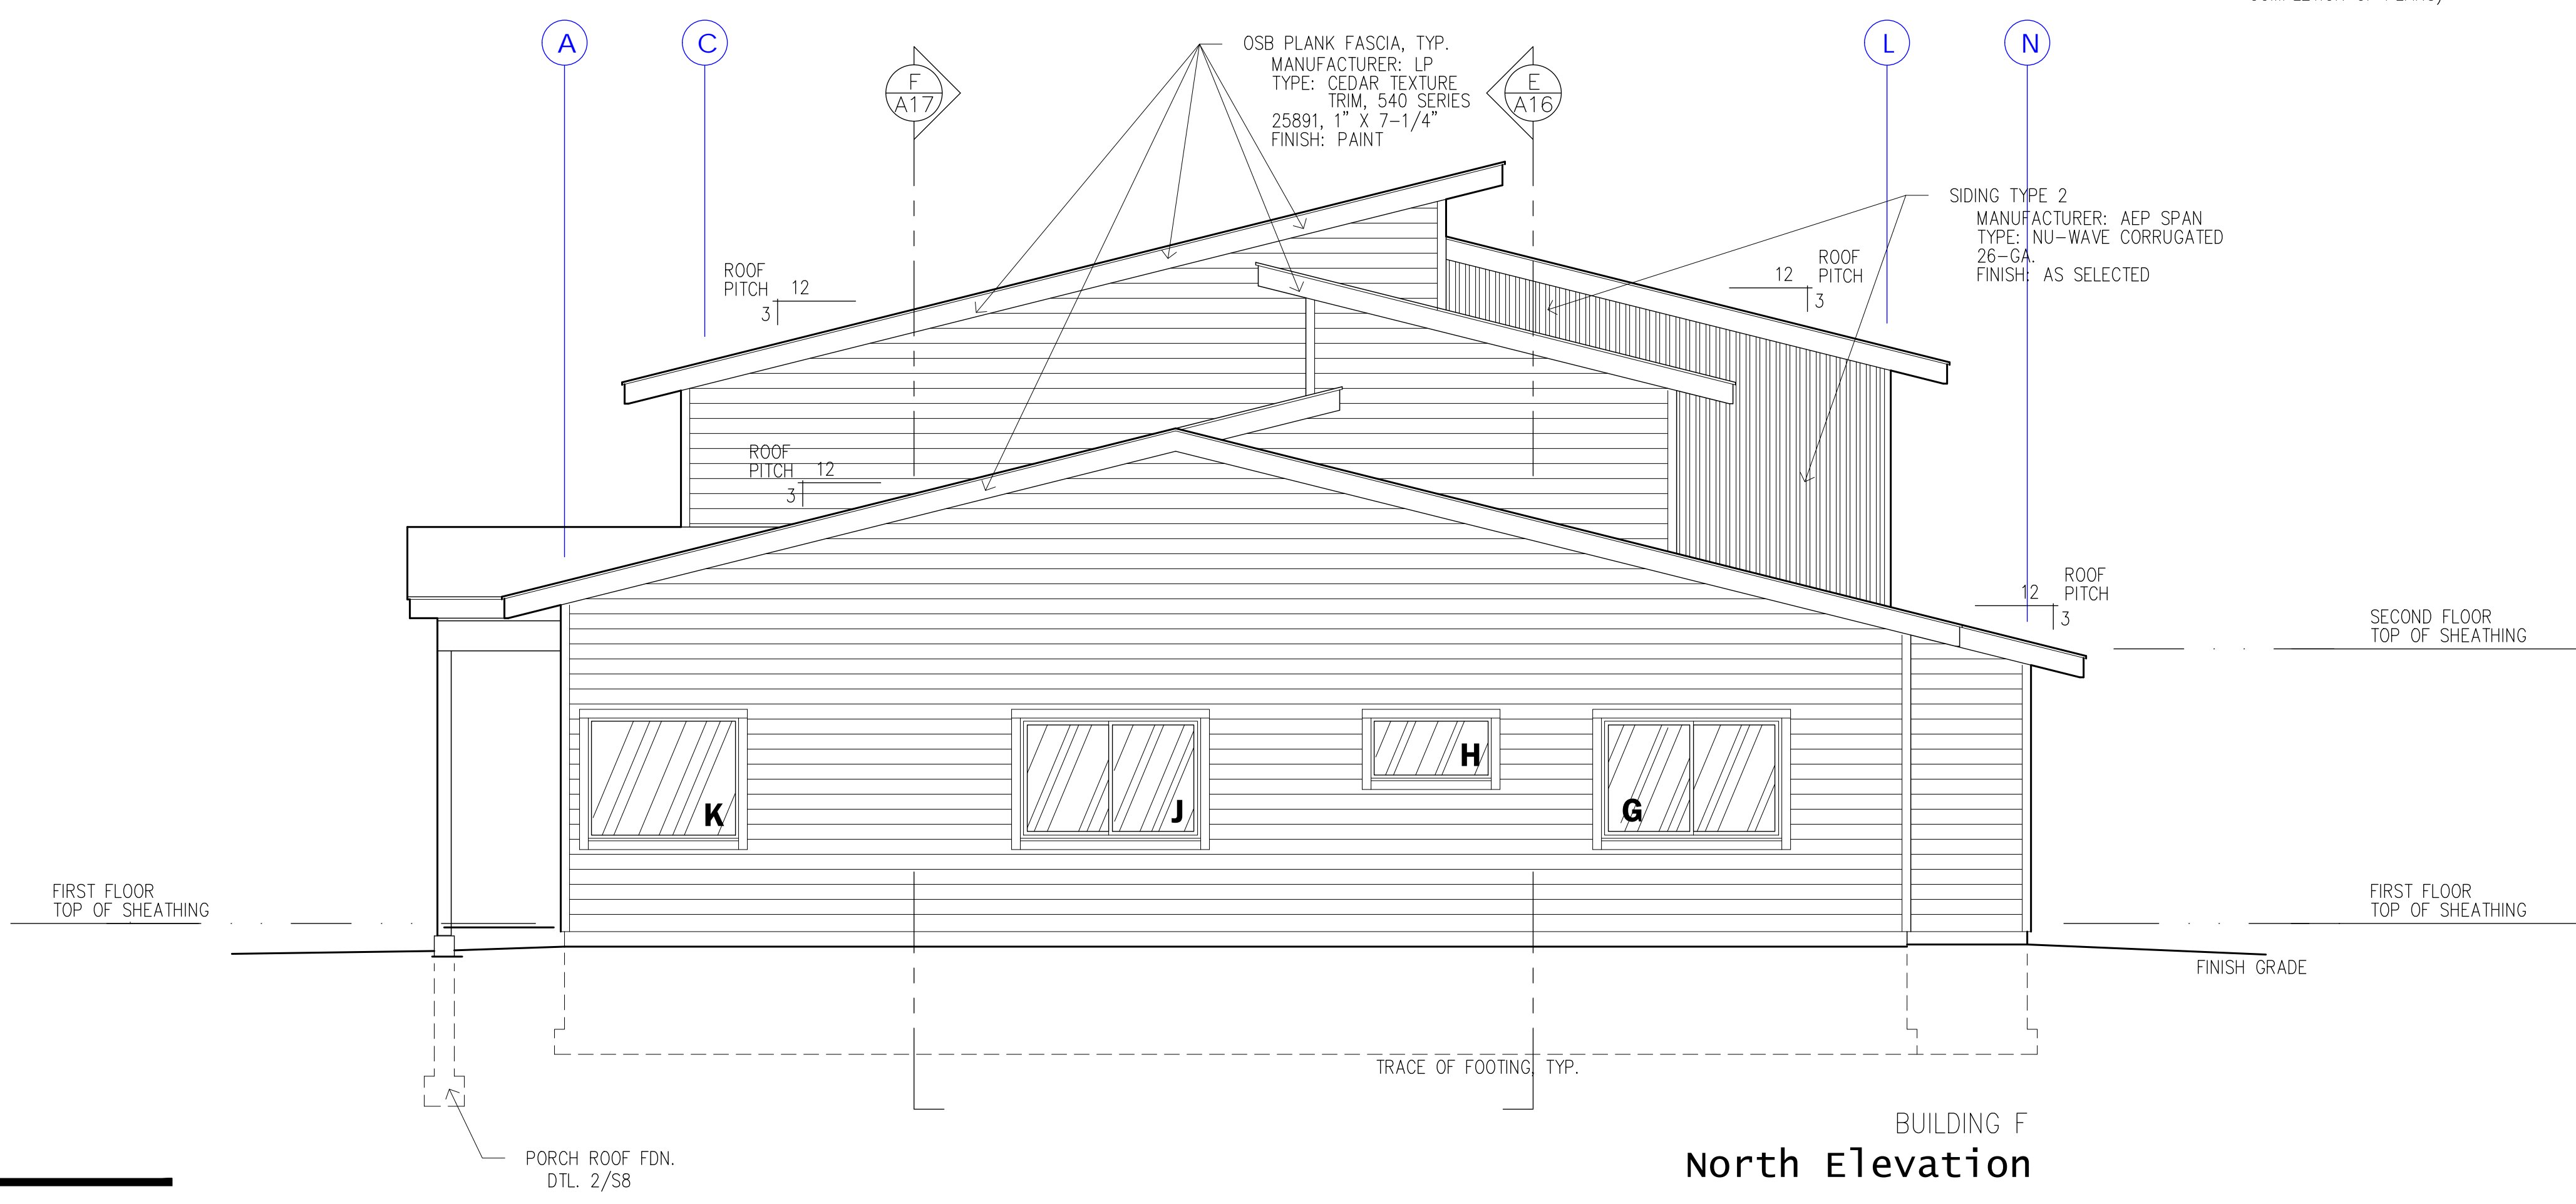 A
C
L
N
F
A17
E
A16
OSB PLANK FASCIA, TYP.
MANUFACTURER: LP
TYPE: CEDAR TEXTURE
TRIM, 540 SERIES
25891, 1" X 7-1/4"
FINISH: PAINT
SIDING TYPE 2
MANUFACTURER: AEP SPAN
TYPE: NU-WAVE CORRUGATED
26-GA.
FINISH: AS SELECTED
ROOF
PITCH
12
3
12
ROOF
PITCH
3
ROOF
PITCH
12
3
12
ROOF
PITCH
3
SECOND FLOOR
TOP OF SHEATHING
K
J
H
G
FIRST FLOOR
TOP OF SHEATHING
FIRST FLOOR
TOP OF SHEATHING
FINISH GRADE
TRACE OF FOOTING, TYP.
PORCH ROOF FDN.
DTL. 2/S8
BUILDING F
North Elevation